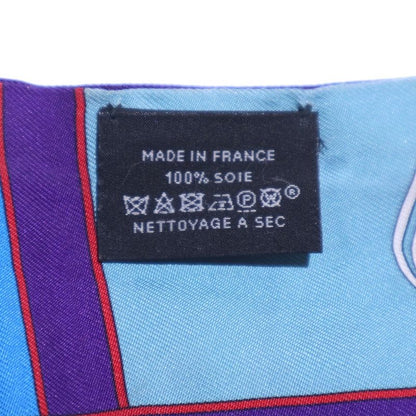 MADE IN FRANCE
100% SOIE
P W ®
NETTOYAGE A SEC